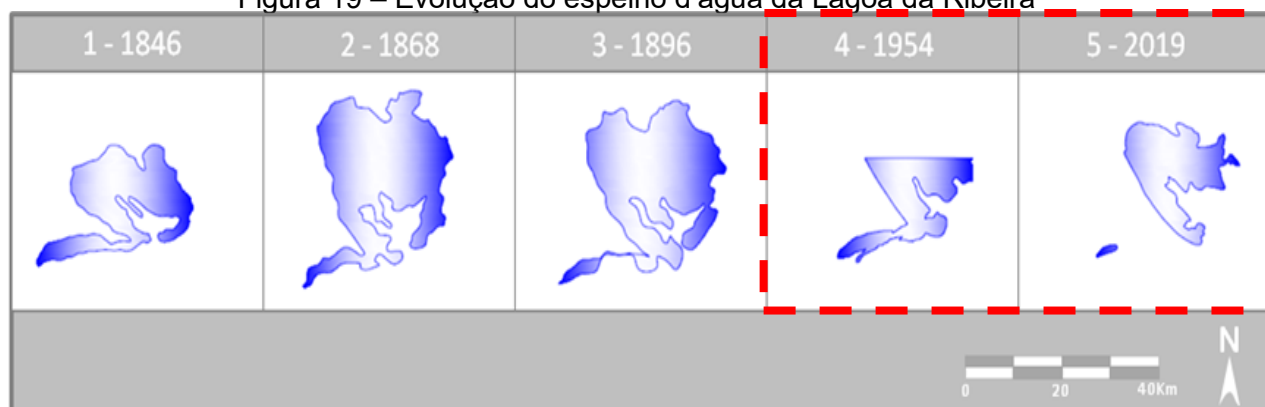 Figura 19 – Evolução do espelho d'água da Lagoa da Ribeira
1 - 1846
2 - 1868
3 - 1896
4 - 1954
5 - 2019
N
0 20 40Km